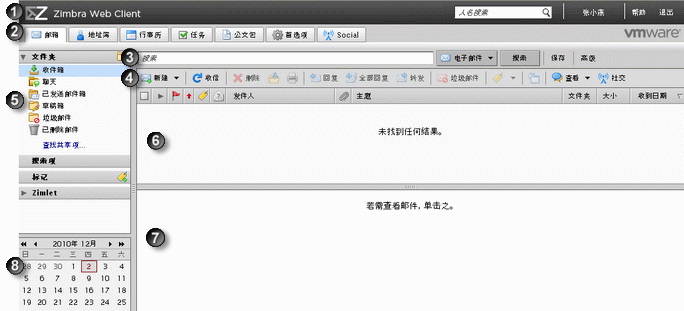 1 Zimbra Web Client 人名搜索 张小燕 帮助 退出
2 邮箱 地址簿 行事历 任务 公文包 首选项 Social vmware
文件夹 3 搜索 电子邮件 搜索 保存 高级
收件箱 4 新建 收信 删除 回复 全部回复 转发 垃圾邮件 查看 社交
聊天
5 已发送邮件箱 发件人 主题 文件夹 大小 收到日期
草稿箱
垃圾邮件
已删除邮件
查找共享项...
6 未找到任何结果。
搜索项
标记
Zimlet
若需查看邮件，单击之。
7
2010年 12月
日 一 二 三 四 五 六
8 28 29 30 1 2 3 4
5 6 7 8 9 10 11
12 13 14 15 16 17 18
19 20 21 22 23 24 25